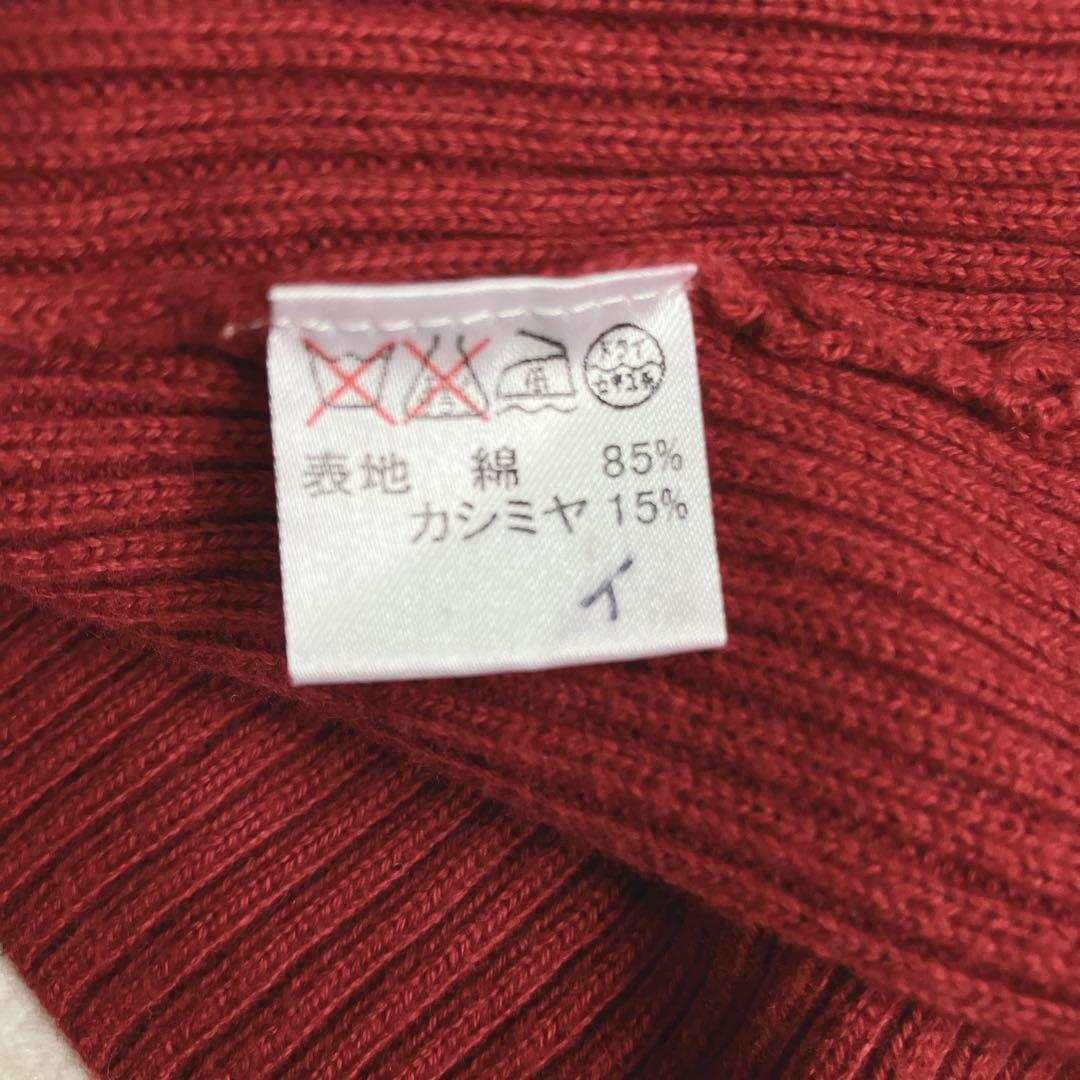 低 ドライ セキユ系
表地 綿 85%
カシミヤ 15%
イ